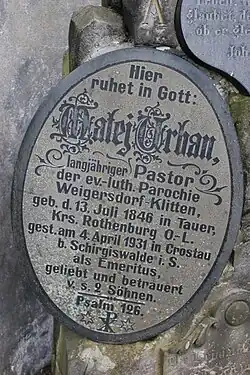 Hier
ruhet in Gott:
Matej Urban,
langjähriger Pastor
der ev.-luth. Parochie
Weigersdorf-Klitten,
geb. d. 13. Juli 1846 in Tauer,
Krs. Rothenburg O-L.
gest. am 4. April 1931 in Crostau
b. Schirgiswalde i. S.
als Emeritus,
geliebt und betrauert
v. s. 9 Söhnen.
Psalm 126.